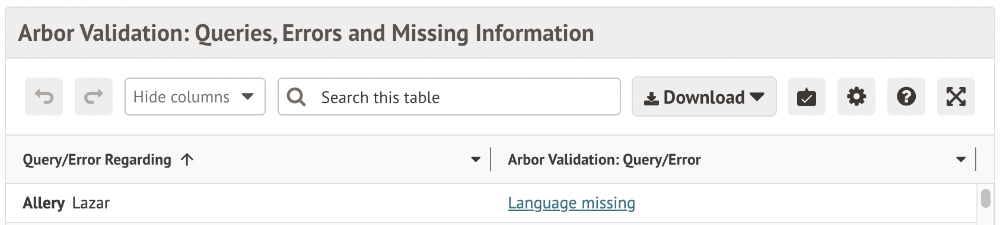 Arbor Validation: Queries, Errors and Missing Information
Hide columns
Search this table
Download
Query/Error Regarding
Arbor Validation: Query/Error
Allery Lazar
Language missing